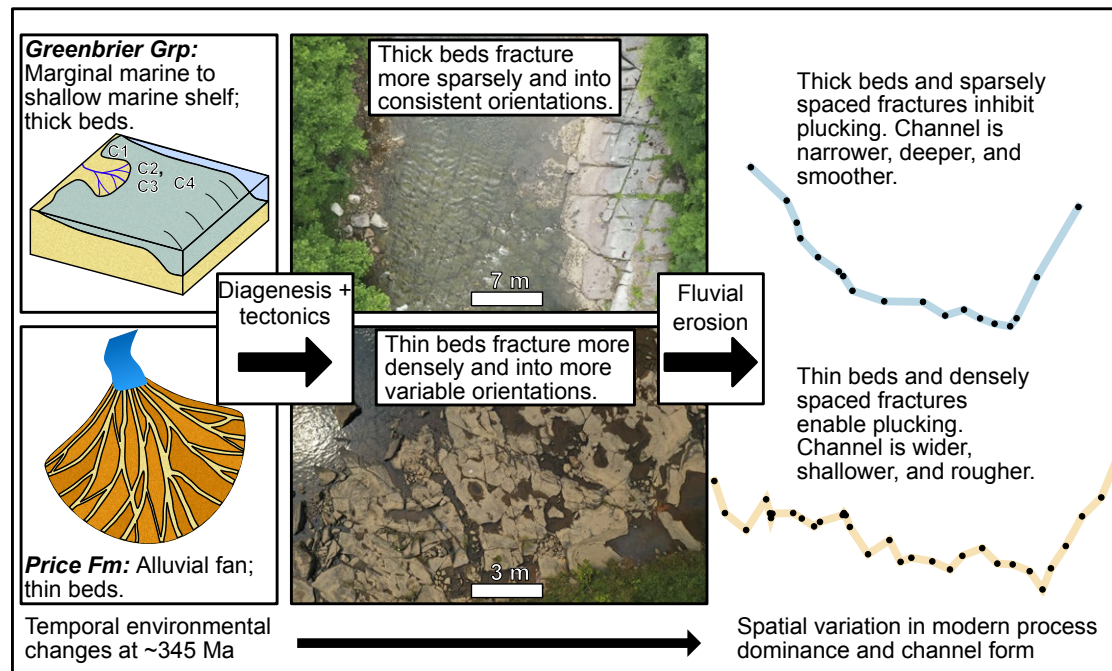 Greenbrier Grp:
Marginal marine to
shallow marine shelf;
thick beds.
C1
C2,
C3
C4
Price Fm: Alluvial fan;
thin beds.
Diagenesis +
tectonics
Thick beds fracture
more sparsely and into
consistent orientations.
7 m
Thin beds fracture more
densely and into more
variable orientations.
3 m
Fluvial
erosion
Thick beds and sparsely
spaced fractures inhibit
plucking. Channel is
narrower, deeper, and
smoother.
Thin beds and densely
spaced fractures
enable plucking.
Channel is wider,
shallower, and rougher.
Temporal environmental
changes at ~345 Ma
Spatial variation in modern process
dominance and channel form